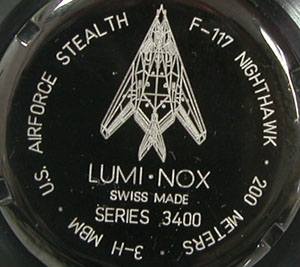 U.S. AIRFORCE STEALTH F-117 NIGHTHAWK · 200 METERS · 3-H MBM ·
LUMI·NOX
SWISS MADE
SERIES 3400